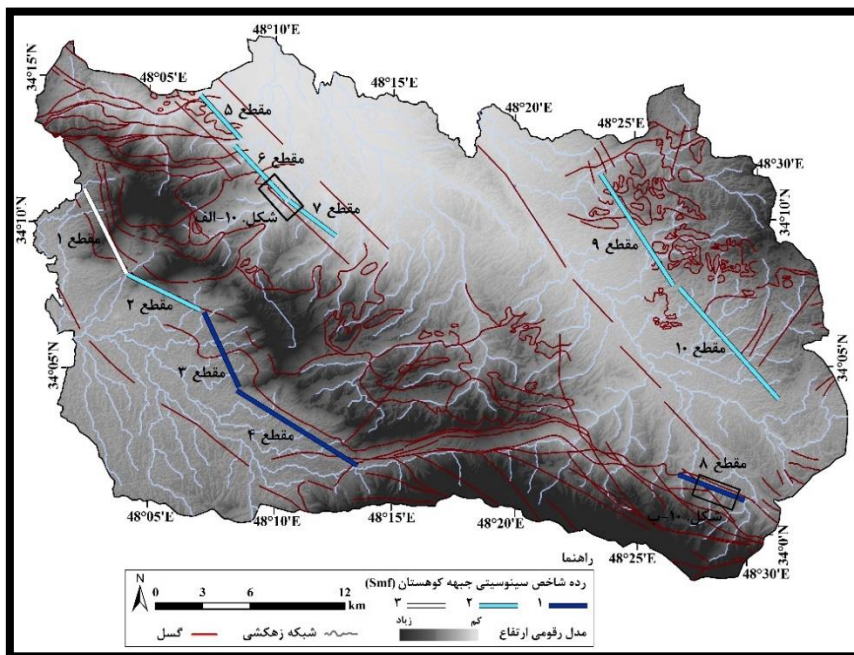 48°10'E
48°05'E
48°15'E
34°15'N
48°20'E
48°25'E
48°30'E
مقطع ۵
مقطع ۶
مقطع ۷
شکل. ۱۰-الف
34°10'N
34°10'N
مقطع ۱
مقطع ۹
مقطع ۲
مقطع ۱۰
34°05'N
34°05'N
مقطع ۳
مقطع ۴
مقطع ۸
شکل. ۱۰-ب
48°05'E
48°10'E
48°15'E
48°20'E
48°25'E
48°30'E
34°0'N
راهنما
رده شاخص سینوسیتی جبهه کوهستان (Smf)
۱
۲
۳
N
0 3 6 12
km
مدل رقومی ارتفاع
کم
زیاد
شبکه زهکشی
گسل